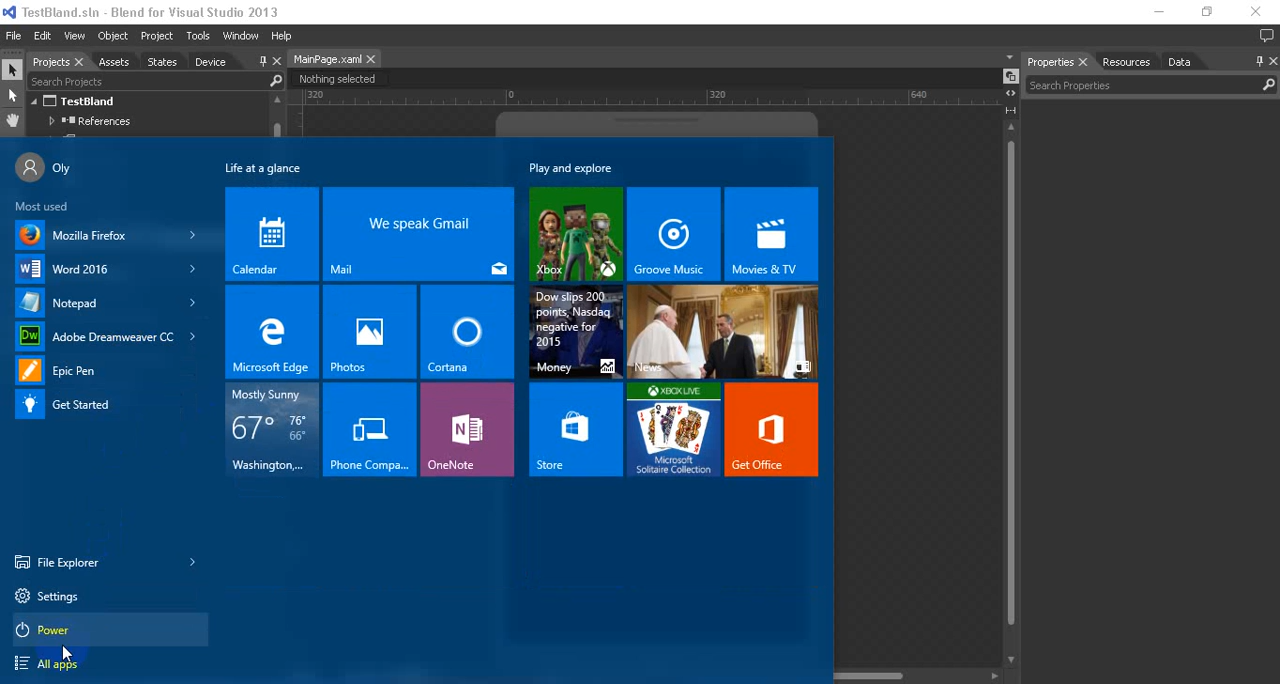 TestBland.sln - Blend for Visual Studio 2013
File Edit View Object Project Tools Window Help
Projects Assets States Device
MainPage.xaml
Properties Resources Data
Search Projects
Nothing selected
Search Properties
320 0 320 640
TestBland
References
Oly
Most used
Mozilla Firefox
Word 2016
Notepad
Dw Adobe Dreamweaver CC
Epic Pen
Get Started
File Explorer
Settings
Power
All apps
Life at a glance
Calendar
We speak Gmail
Mail
Microsoft Edge
Photos
Cortana
Mostly Sunny
67° 76°
66°
Washington,...
Phone Compa...
OneNote
Play and explore
Xbox
Groove Music
Movies & TV
Dow slips 200
points, Nasdaq
negative for
2015
Money
News
Store
XBOX LIVE
Microsoft
Solitaire Collection
Get Office